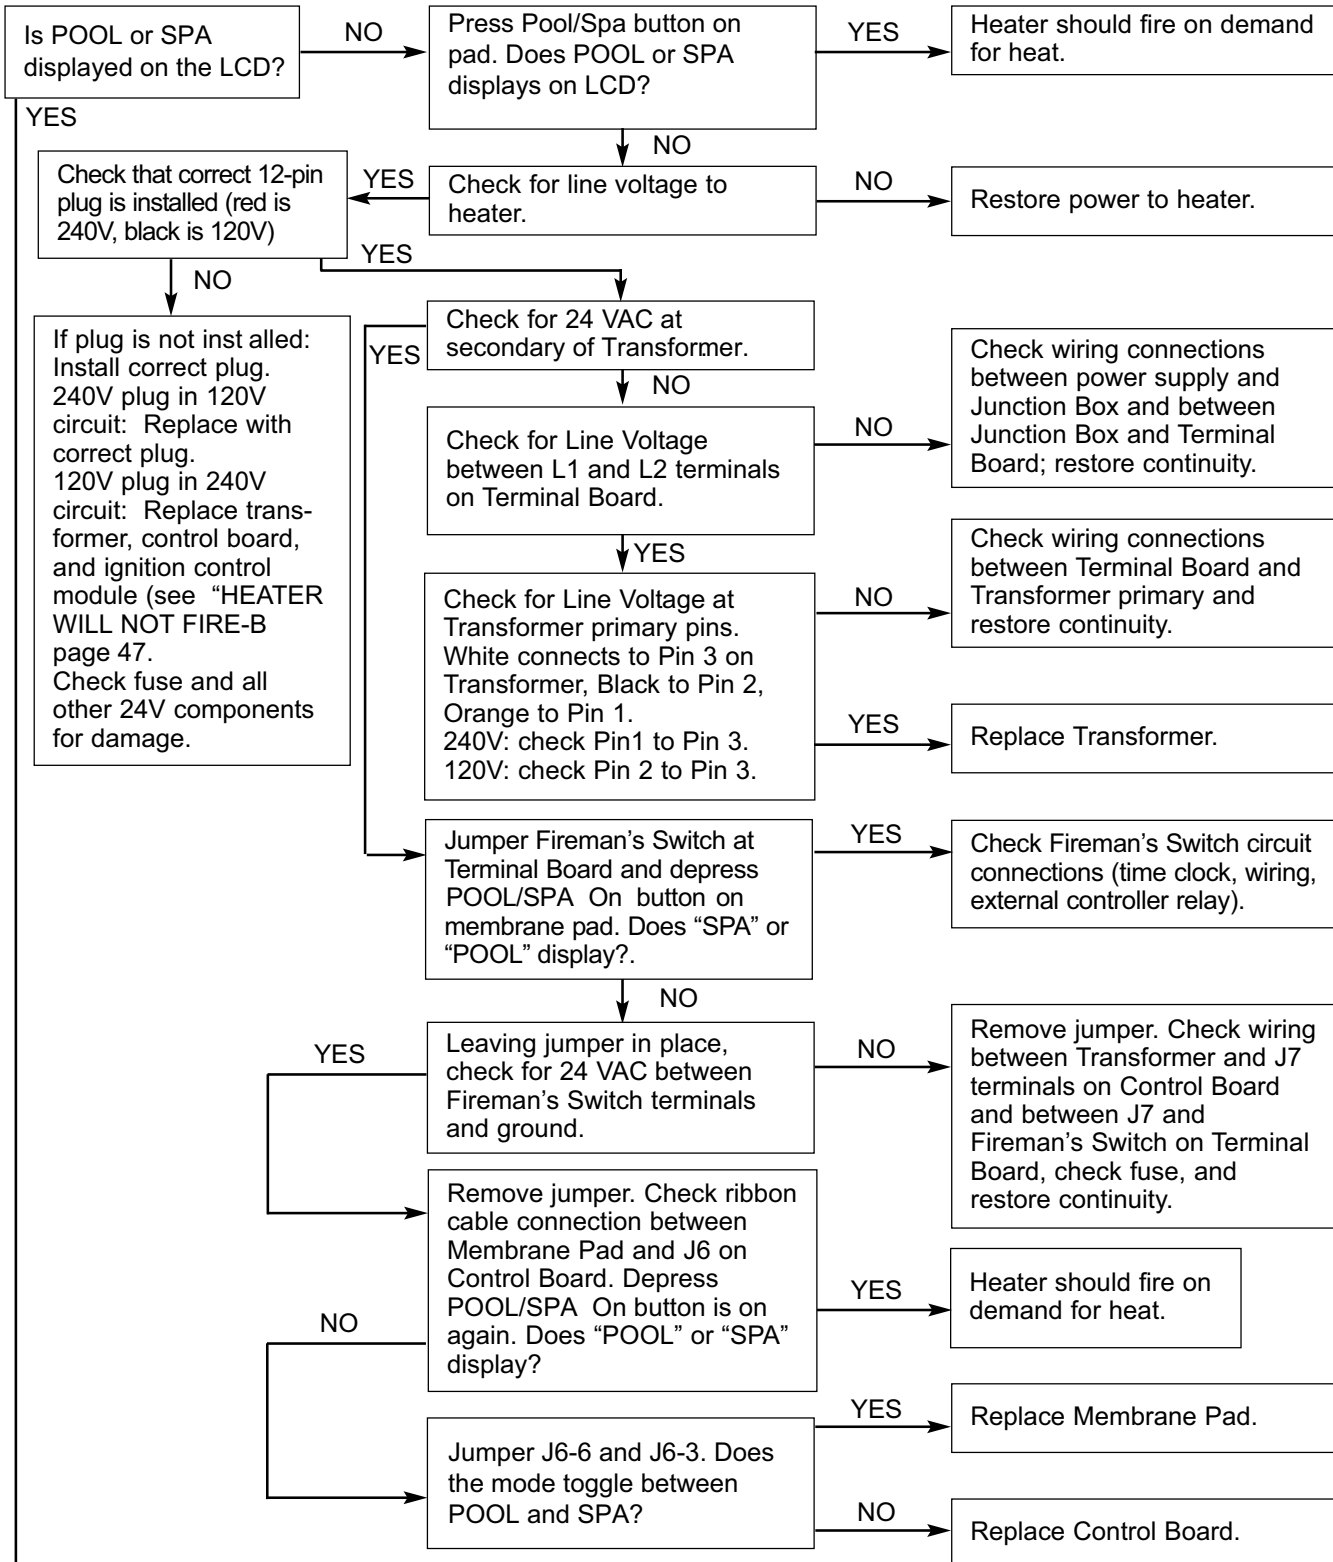 Is POOL or SPA
displayed on the LCD?
NO
Press Pool/Spa button on
pad. Does POOL or SPA
displays on LCD?
YES
Heater should fire on demand
for heat.
YES
NO
Check that correct 12-pin
plug is installed (red is
240V, black is 120V)
YES
Check for line voltage to
heater.
NO
Restore power to heater.
NO
YES
If plug is not inst alled:
Install correct plug.
240V plug in 120V
circuit: Replace with
correct plug.
120V plug in 240V
circuit: Replace trans-
former, control board,
and ignition control
module (see “HEATER
WILL NOT FIRE-B
page 47.
Check fuse and all
other 24V components
for damage.
YES
Check for 24 VAC at
secondary of Transformer.
NO
Check for Line Voltage
between L1 and L2 terminals
on Terminal Board.
NO
Check wiring connections
between power supply and
Junction Box and between
Junction Box and Terminal
Board; restore continuity.
YES
Check for Line Voltage at
Transformer primary pins.
White connects to Pin 3 on
Transformer, Black to Pin 2,
Orange to Pin 1.
240V: check Pin1 to Pin 3.
120V: check Pin 2 to Pin 3.
NO
Check wiring connections
between Terminal Board and
Transformer primary and
restore continuity.
YES
Replace Transformer.
Jumper Fireman’s Switch at
Terminal Board and depress
POOL/SPA On button on
membrane pad. Does “SPA” or
“POOL” display?.
YES
Check Fireman’s Switch circuit
connections (time clock, wiring,
external controller relay).
NO
YES
Leaving jumper in place,
check for 24 VAC between
Fireman’s Switch terminals
and ground.
NO
Remove jumper. Check wiring
between Transformer and J7
terminals on Control Board
and between J7 and
Fireman’s Switch on Terminal
Board, check fuse, and
restore continuity.
Remove jumper. Check ribbon
cable connection between
Membrane Pad and J6 on
Control Board. Depress
POOL/SPA On button is on
again. Does “POOL” or “SPA”
display?
YES
Heater should fire on
demand for heat.
NO
Jumper J6-6 and J6-3. Does
the mode toggle between
POOL and SPA?
YES
Replace Membrane Pad.
NO
Replace Control Board.